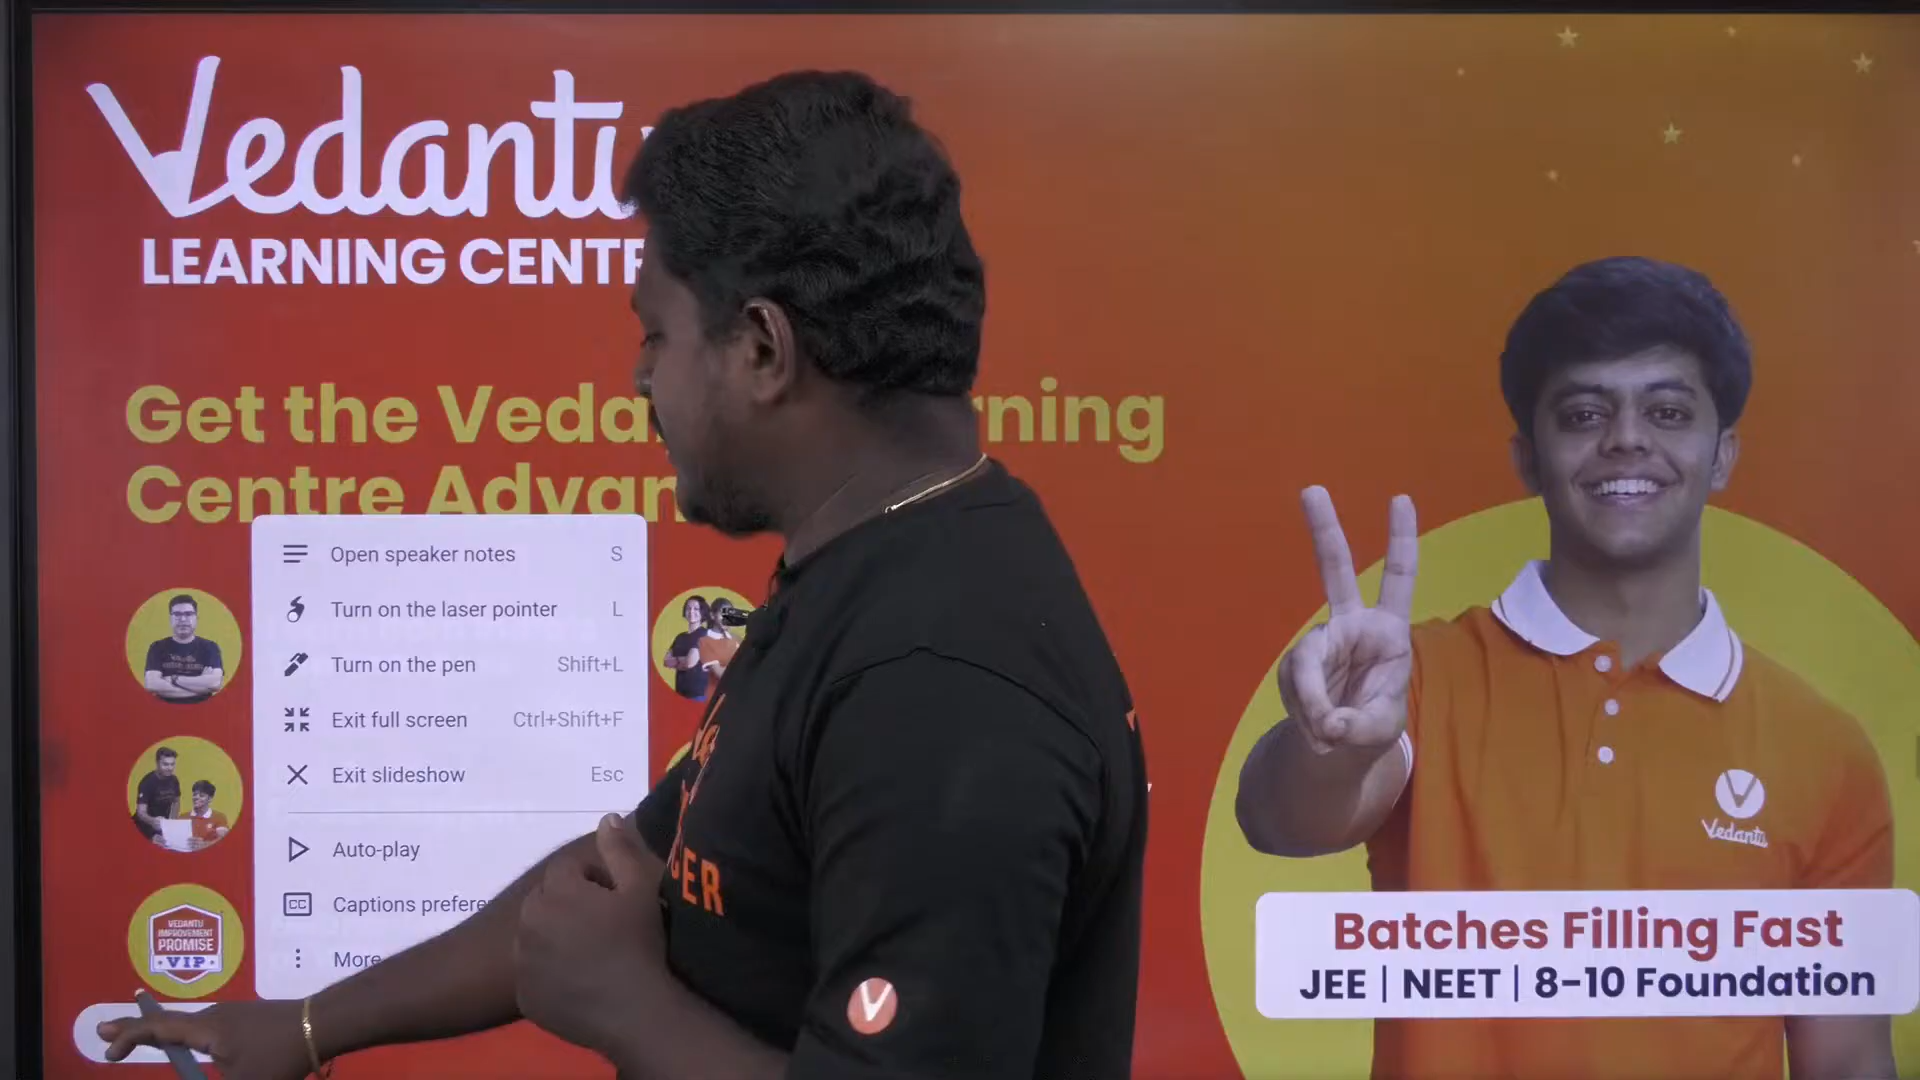 Vedantu
LEARNING CENTR
Get the Veda rning
Centre Advan
Open speaker notes S
Turn on the laser pointer L
Turn on the pen Shift+L
Exit full screen Ctrl+Shift+F
Exit slideshow Esc
Auto-play
Captions prefere
More
VEDANTU
IMPROVEMENT
PROMISE
VIP
GER
V
Vedantu
Batches Filling Fast
JEE | NEET | 8-10 Foundation